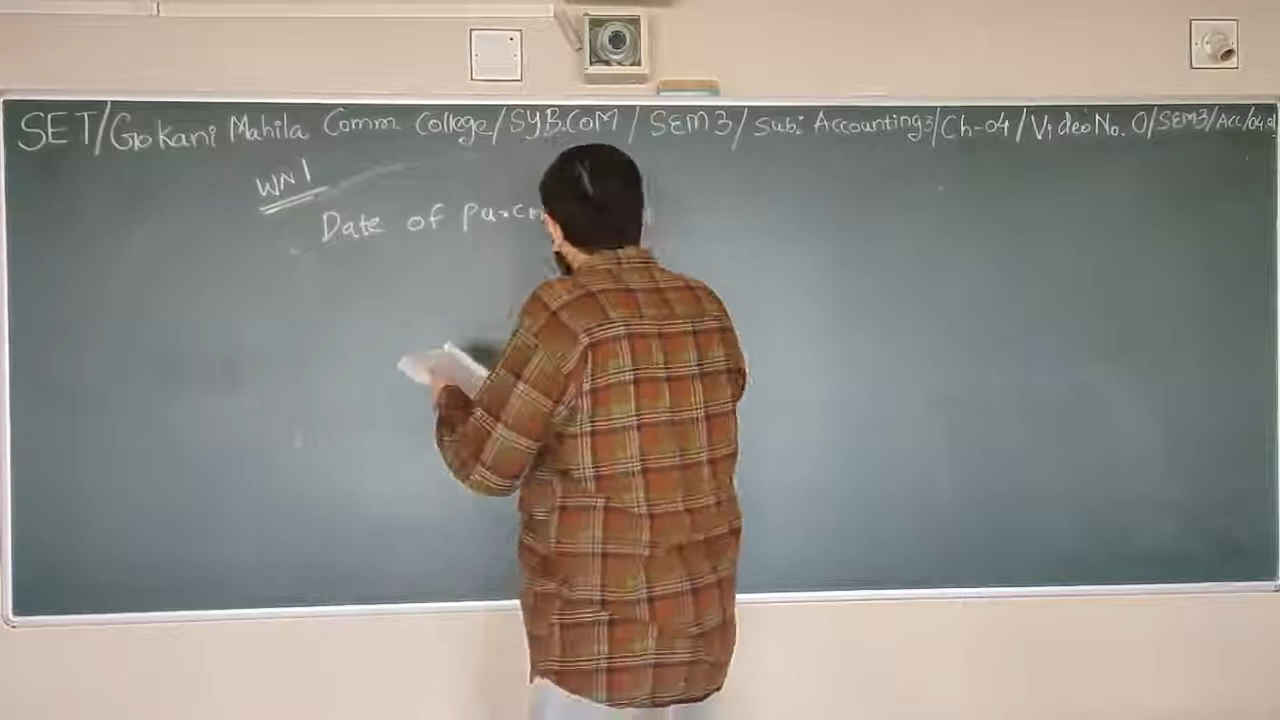 SET/Gokani Mahila Comm. College/SYB.COM/SEM3/Sub: Accounting3/Ch-04/Video No. 0/SEM3/Acc/04.01
WN1
Date of